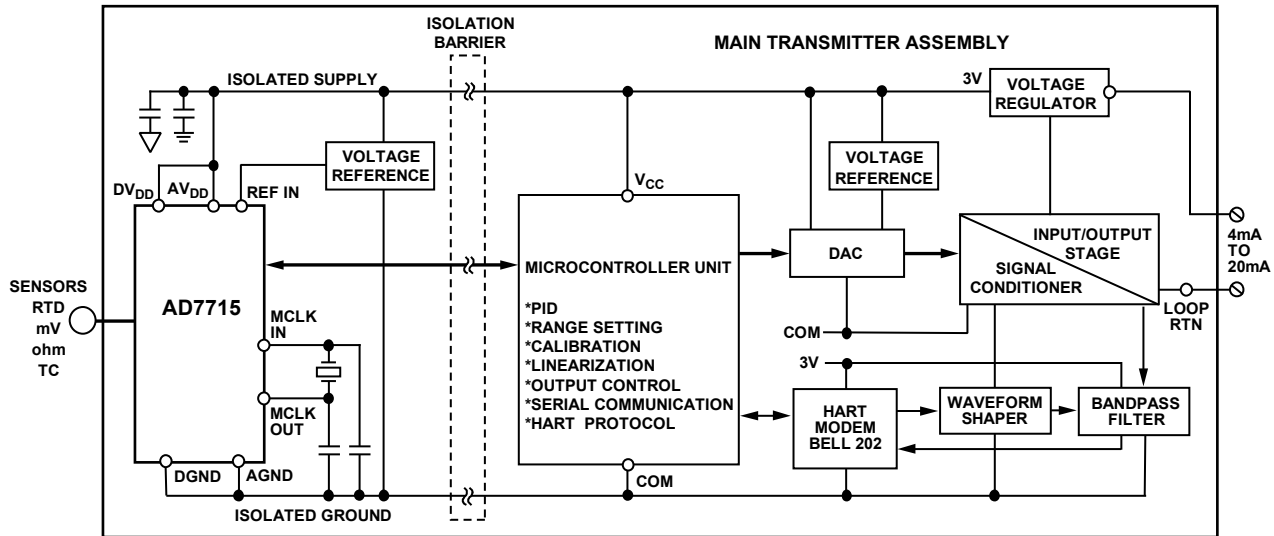 ISOLATION
BARRIER
MAIN TRANSMITTER ASSEMBLY
ISOLATED SUPPLY
3V
VOLTAGE
REGULATOR
VOLTAGE
REFERENCE
VOLTAGE
REFERENCE
DVDD
AVDD
REF IN
VCC
SENSORS
RTD
mV
ohm
TC
AD7715
MCLK
IN
MCLK
OUT
DGND
AGND
ISOLATED GROUND
MICROCONTROLLER UNIT
*PID
*RANGE SETTING
*CALIBRATION
*LINEARIZATION
*OUTPUT CONTROL
*SERIAL COMMUNICATION
*HART PROTOCOL
COM
DAC
INPUT/OUTPUT
STAGE
SIGNAL
CONDITIONER
4mA
TO
20mA
LOOP
RTN
COM
3V
HART
MODEM
BELL 202
WAVEFORM
SHAPER
BANDPASS
FILTER